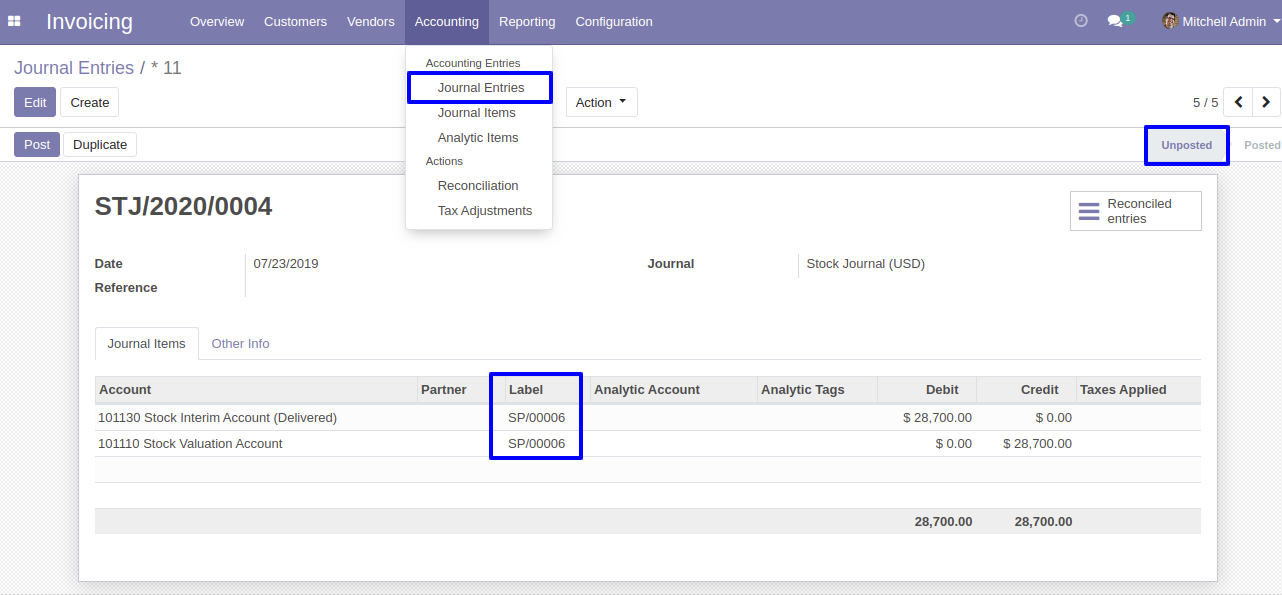 Invoicing Overview Customers Vendors Accounting Reporting Configuration 1 Mitchell Admin
Journal Entries / * 11
Accounting Entries
Journal Entries
Journal Items
Analytic Items
Actions
Reconciliation
Tax Adjustments
Edit Create Action 5 / 5
Post Duplicate Unposted Posted
STJ/2020/0004
Reconciled
entries
Date 07/23/2019 Journal Stock Journal (USD)
Reference
Journal Items Other Info
Account Partner Label Analytic Account Analytic Tags Debit Credit Taxes Applied
101130 Stock Interim Account (Delivered) SP/00006 $ 28,700.00 $ 0.00
101110 Stock Valuation Account SP/00006 $ 0.00 $ 28,700.00
28,700.00 28,700.00